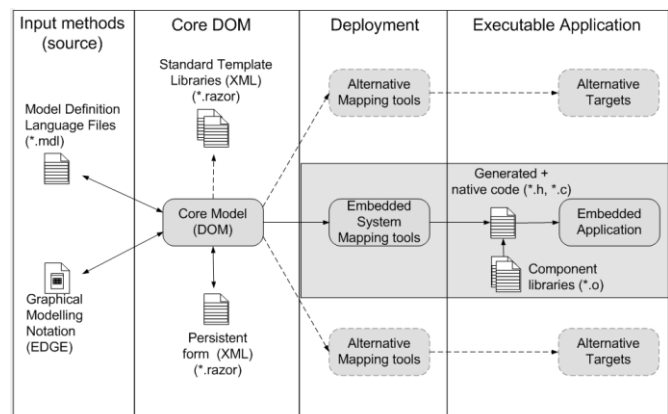 Input methods
(source)
Core DOM
Deployment
Executable Application
Standard Template
Libraries (XML)
(*.razor)
Model Definition
Language Files
(*.mdl)
Alternative
Mapping tools
Alternative
Targets
Core Model
(DOM)
Embedded
System
Mapping tools
Generated +
native code (*.h, *.c)
Embedded
Application
Component
libraries (*.o)
Graphical
Modelling
Notation
(EDGE)
Persistent
form (XML)
(*.razor)
Alternative
Mapping tools
Alternative
Targets